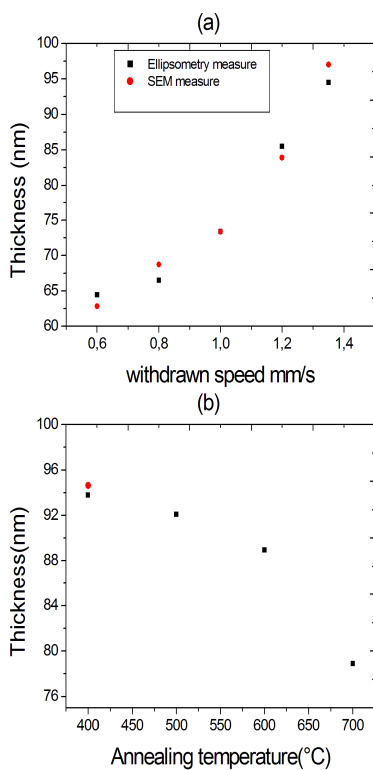 (a)
100
95
90
85
80
75
70
65
60
Thickness (nm)
Ellipsometry measure
SEM measure
0,6 0,8 1,0 1,2 1,4
withdrawn speed mm/s
(b)
100
96
92
88
84
80
76
Thickness(nm)
400 450 500 550 600 650 700
Annealing temperature(°C)